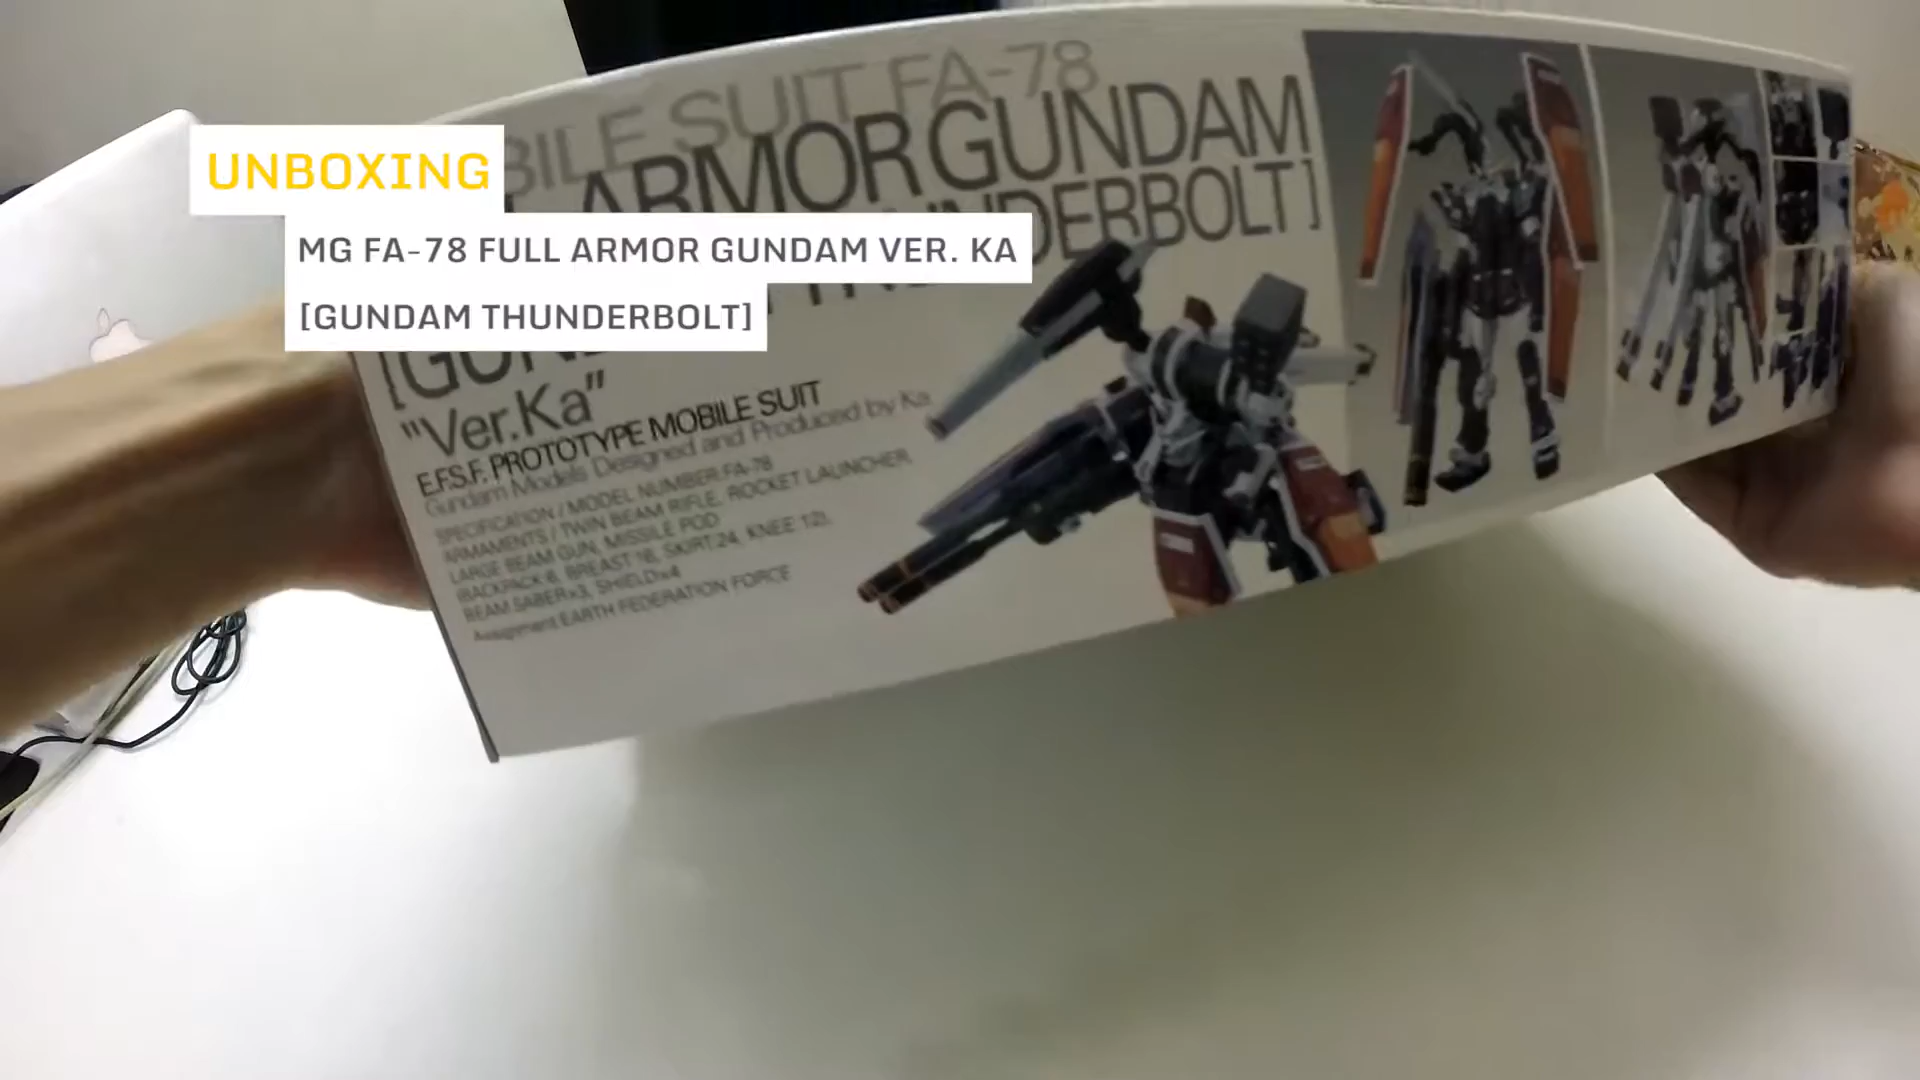 UNBOXING
MG FA-78 FULL ARMOR GUNDAM VER. KA
[GUNDAM THUNDERBOLT]
BILE SUIT FA-78
ARMOR GUNDAM
NDERBOLT]
[GUN
"Ver.Ka"
E.F.S.F. PROTOTYPE MOBILE SUIT
Gundam Models Designed and Produced by Ka
SPECIFICATION / MODEL NUMBER:FA-78
ARMAMENTS / TWIN BEAM RIFLE, ROCKET LAUNCHER,
LARGE BEAM GUN, MISSILE POD
(BACKPACK:6, BREAST:16, SKIRT:24, KNEE:12),
BEAM SABER×3, SHIELD×4
Assignment:EARTH FEDERATION FORCE